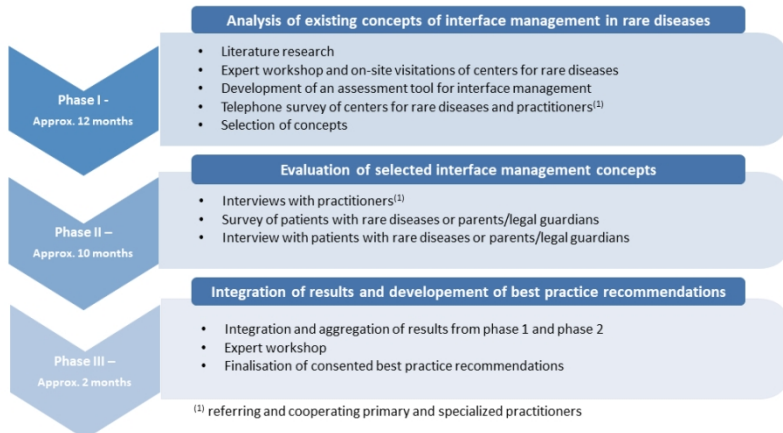 Analysis of existing concepts of interface management in rare diseases
• Literature research
• Expert workshop and on-site visitations of centers for rare diseases
• Development of an assessment tool for interface management
• Telephone survey of centers for rare diseases and practitioners(1)
• Selection of concepts
Phase I -
Approx. 12 months
Evaluation of selected interface management concepts
• Interviews with practitioners(1)
• Survey of patients with rare diseases or parents/legal guardians
• Interview with patients with rare diseases or parents/legal guardians
Phase II –
Approx. 10 months
Integration of results and developement of best practice recommendations
• Integration and aggregation of results from phase 1 and phase 2
• Expert workshop
• Finalisation of consented best practice recommendations
Phase III –
Approx. 2 months
(1) referring and cooperating primary and specialized practitioners